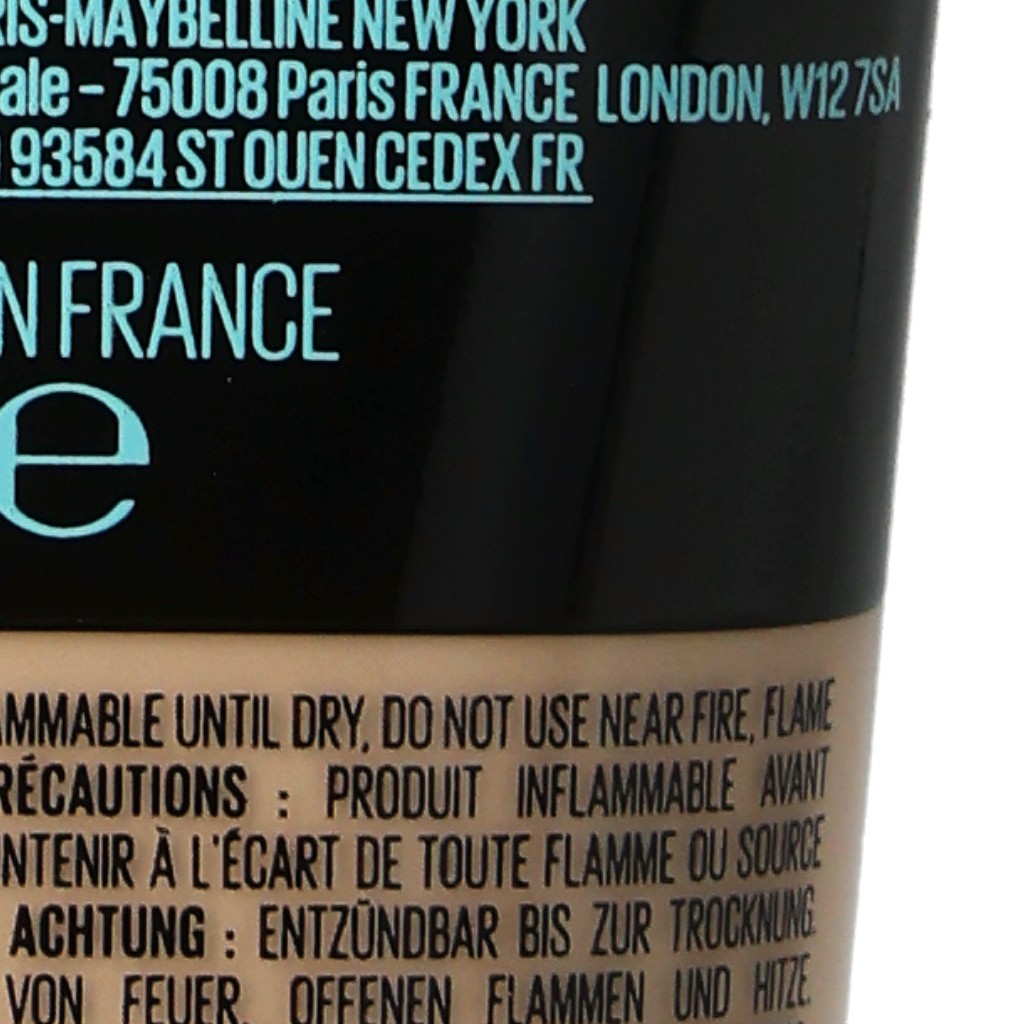 RIS-MAYBELLINE NEW YORK
ale – 75008 Paris FRANCE LONDON, W12 7SA
93584 ST OUEN CEDEX FR
N FRANCE
e
AMMABLE UNTIL DRY, DO NOT USE NEAR FIRE, FLAME
RÉCAUTIONS : PRODUIT INFLAMMABLE AVANT
NTENIR À L'ÉCART DE TOUTE FLAMME OU SOURCE
ACHTUNG : ENTZÜNDBAR BIS ZUR TROCKNUNG.
VON FEUER, OFFENEN FLAMMEN UND HITZE.